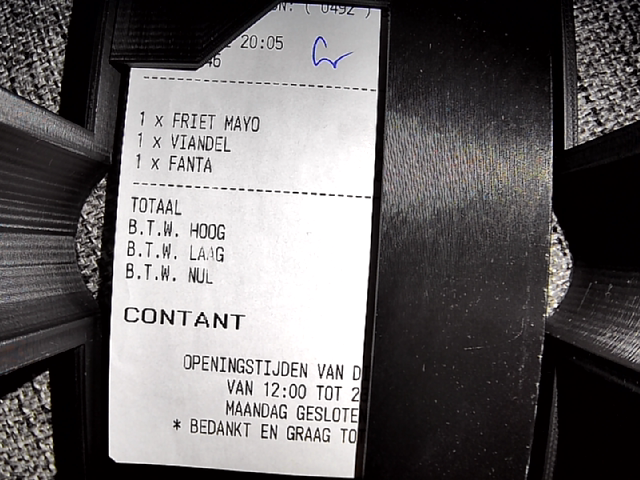 ( 0492 )
20:05
46
1 x FRIET MAYO
1 x VIANDEL
1 x FANTA
TOTAAL
B.T.W. HOOG
B.T.W. LAAG
B.T.W. NUL
CONTANT
OPENINGSTIJDEN VAN D
VAN 12:00 TOT 2
MAANDAG GESLOTE
* BEDANKT EN GRAAG TO